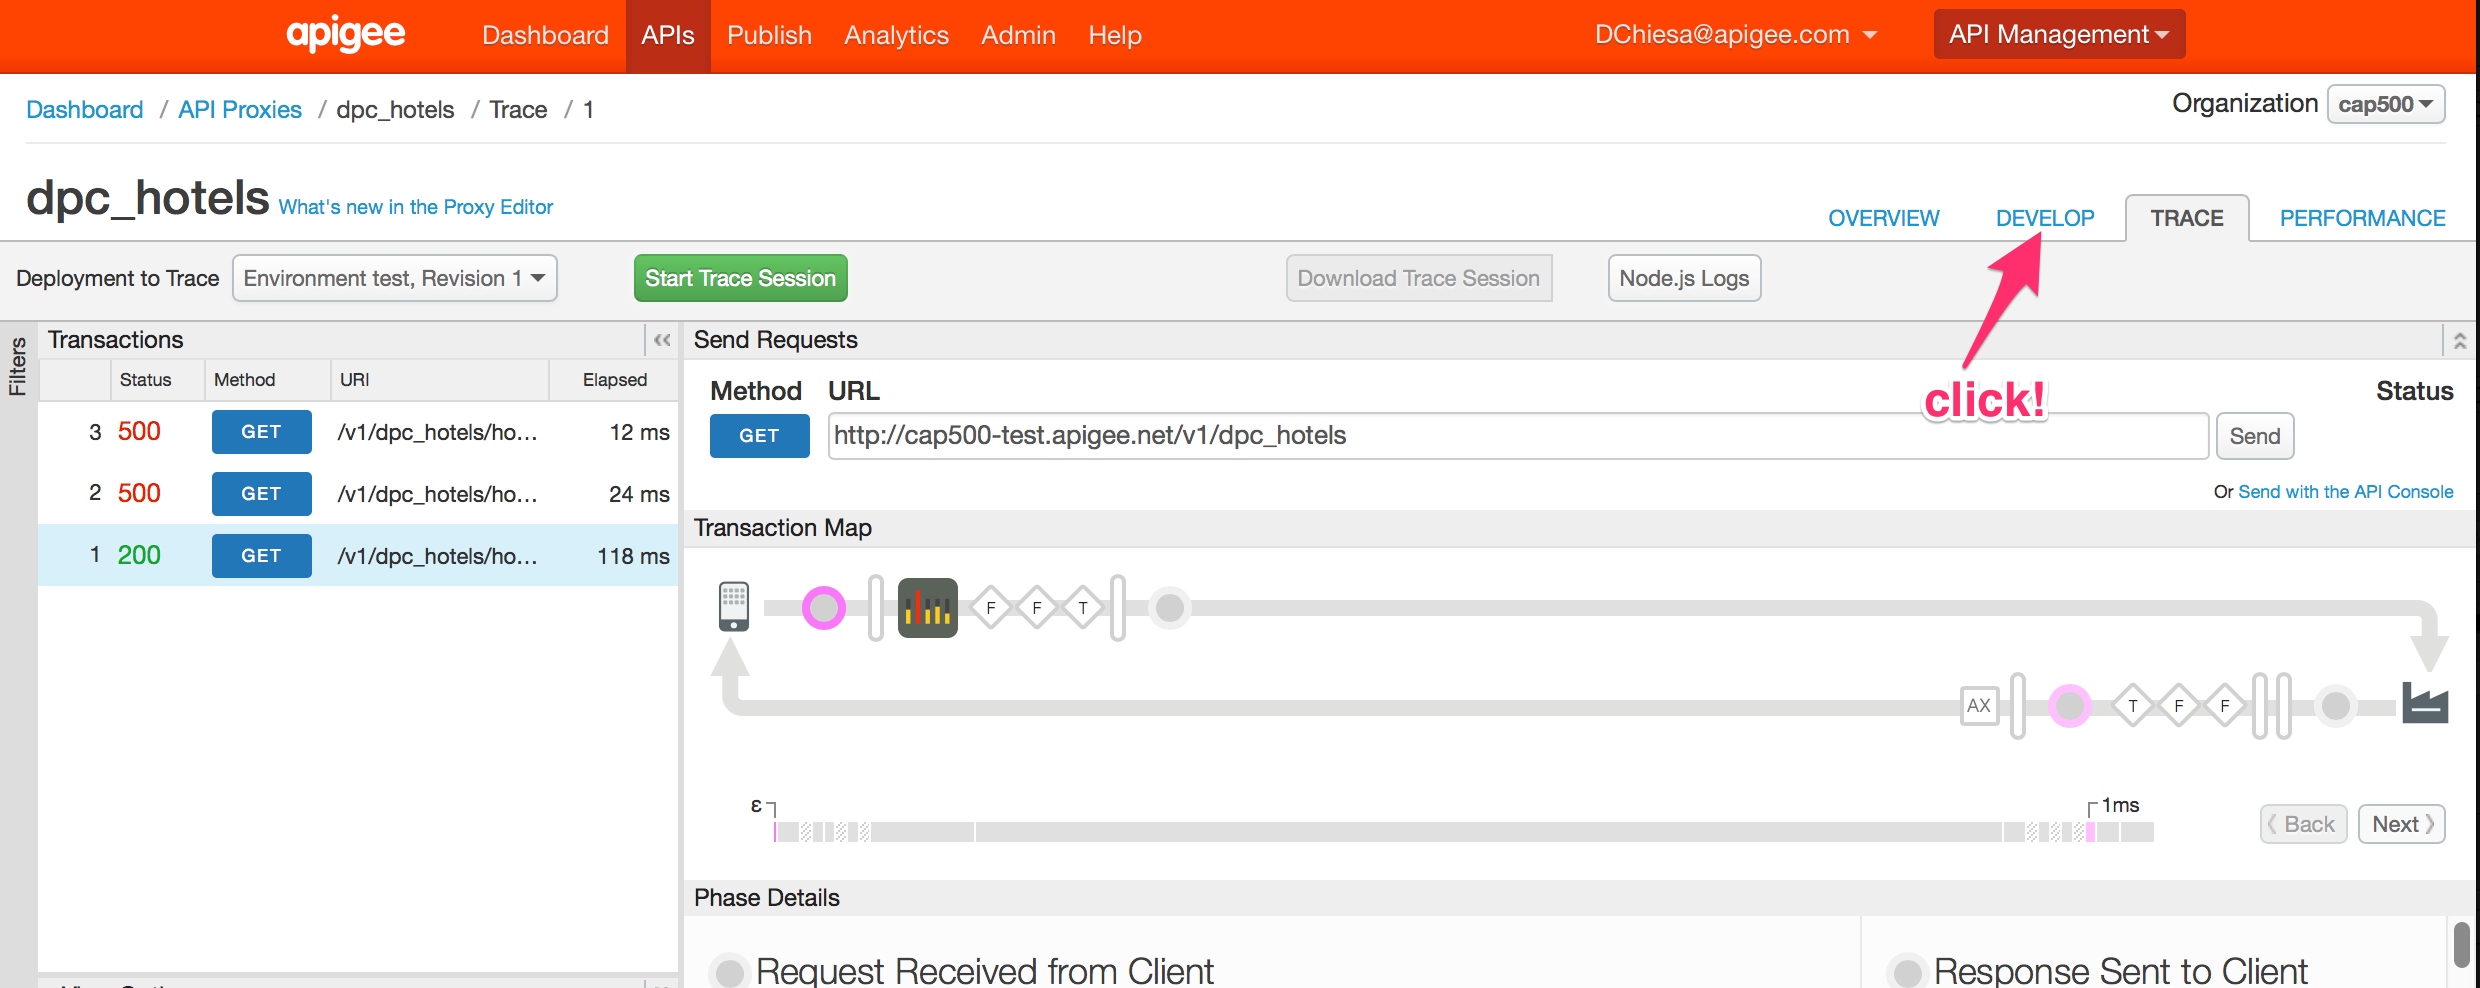 apigee Dashboard APIs Publish Analytics Admin Help DChiesa@apigee.com API Management
Dashboard / API Proxies / dpc_hotels / Trace / 1 Organization cap500
dpc_hotels What's new in the Proxy Editor OVERVIEW DEVELOP TRACE PERFORMANCE
Deployment to Trace Environment test, Revision 1 Start Trace Session Download Trace Session Node.js Logs
Filters
Transactions
Status Method URI Elapsed
3 500 GET /v1/dpc_hotels/ho... 12 ms
2 500 GET /v1/dpc_hotels/ho... 24 ms
1 200 GET /v1/dpc_hotels/ho... 118 ms
Send Requests
Method URL click! Status
GET http://cap500-test.apigee.net/v1/dpc_hotels Send
Or Send with the API Console
Transaction Map
F F T
AX T F F
ε 1ms
Back Next
Phase Details
Request Received from Client Response Sent to Client